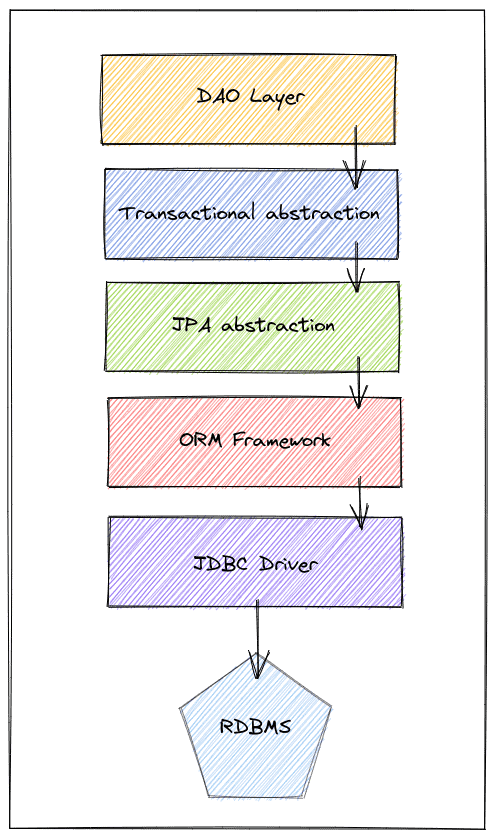 DAO Layer
Transactional abstraction
JPA abstraction
ORM Framework
JDBC Driver
RDBMS